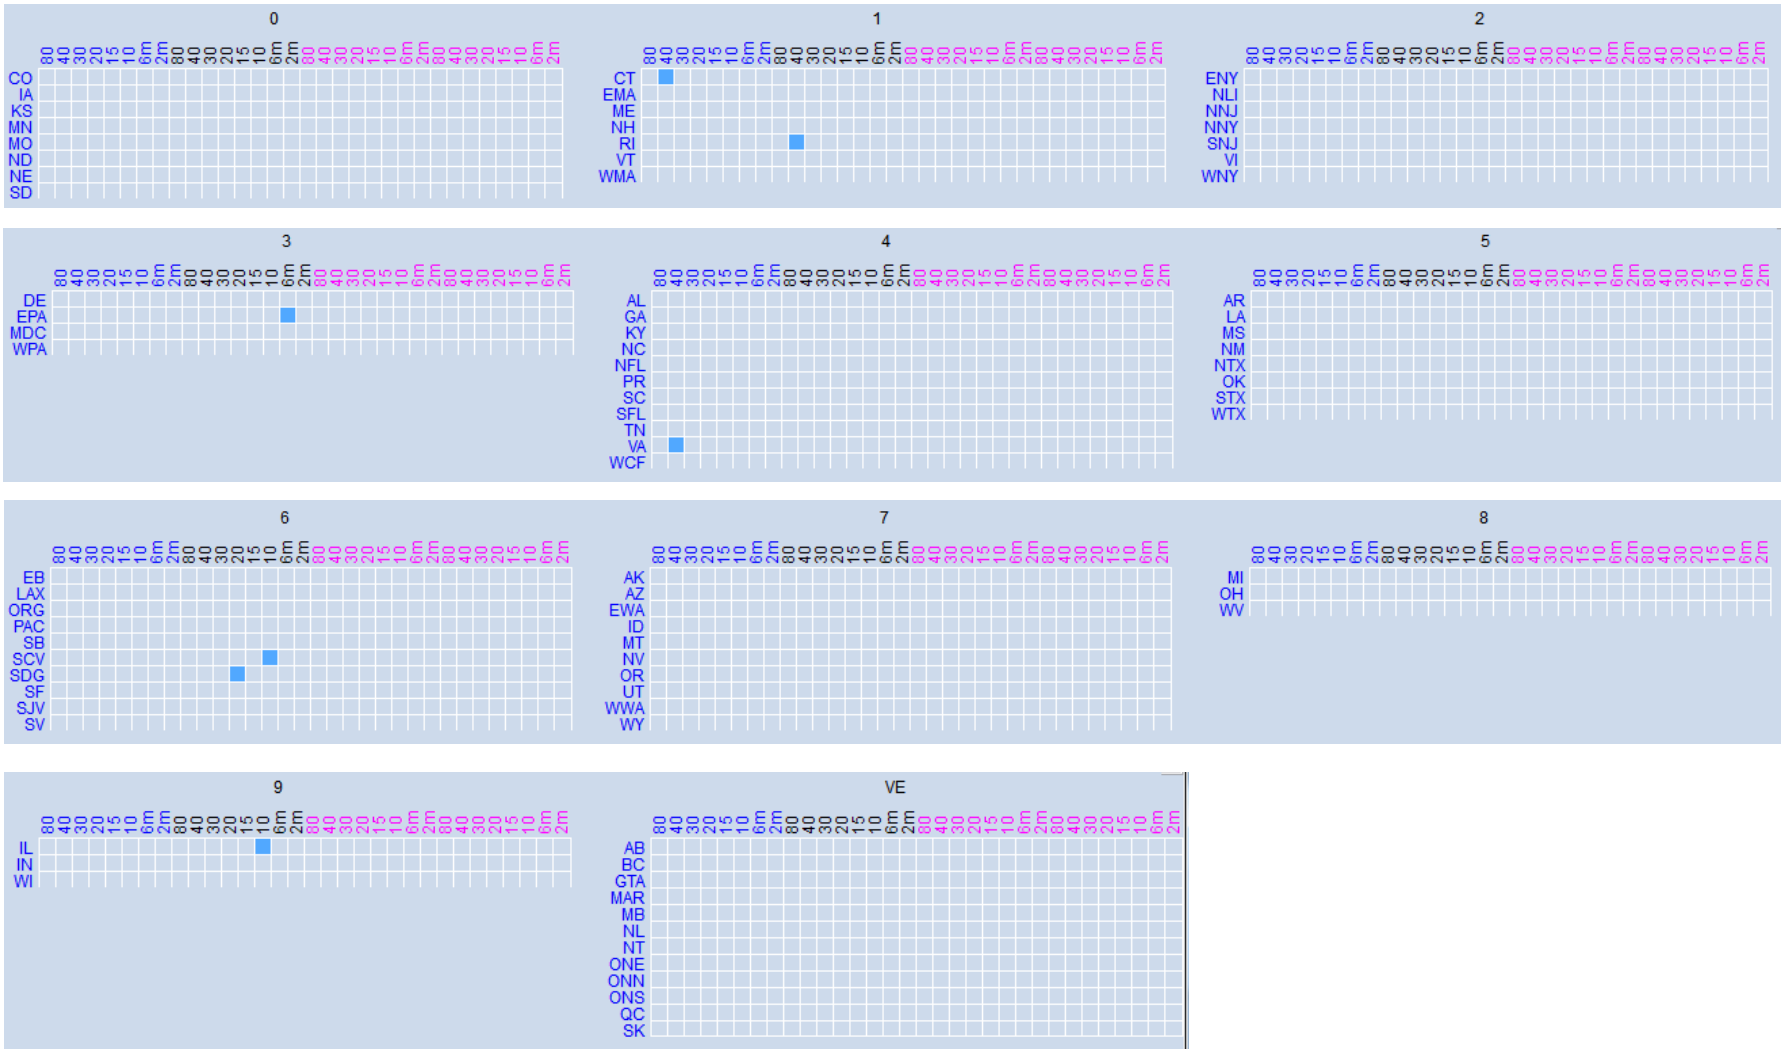 0 1 2
80 40 30 20 15 10 6m 2m 80 40 30 20 15 10 6m 2m 80 40 30 20 15 10 6m 2m 80 40 30 20 15 10 6m 2m
80 40 30 20 15 10 6m 2m 80 40 30 20 15 10 6m 2m 80 40 30 20 15 10 6m 2m 80 40 30 20 15 10 6m 2m
80 40 30 20 15 10 6m 2m 80 40 30 20 15 10 6m 2m 80 40 30 20 15 10 6m 2m 80 40 30 20 15 10 6m 2m
CO CT ENY
IA EMA NLI
KS ME NNJ
MN NH NNY
MO RI SNJ
ND VT VI
NE WMA WNY
SD
3 4 5
80 40 30 20 15 10 6m 2m 80 40 30 20 15 10 6m 2m 80 40 30 20 15 10 6m 2m 80 40 30 20 15 10 6m 2m
80 40 30 20 15 10 6m 2m 80 40 30 20 15 10 6m 2m 80 40 30 20 15 10 6m 2m 80 40 30 20 15 10 6m 2m
80 40 30 20 15 10 6m 2m 80 40 30 20 15 10 6m 2m 80 40 30 20 15 10 6m 2m 80 40 30 20 15 10 6m 2m
DE AL AR
EPA GA LA
MDC KY MS
WPA NC NM
NFL NTX
PR OK
SC STX
SFL WTX
TN
VA
WCF
6 7 8
80 40 30 20 15 10 6m 2m 80 40 30 20 15 10 6m 2m 80 40 30 20 15 10 6m 2m 80 40 30 20 15 10 6m 2m
80 40 30 20 15 10 6m 2m 80 40 30 20 15 10 6m 2m 80 40 30 20 15 10 6m 2m 80 40 30 20 15 10 6m 2m
80 40 30 20 15 10 6m 2m 80 40 30 20 15 10 6m 2m 80 40 30 20 15 10 6m 2m 80 40 30 20 15 10 6m 2m
EB AK MI
LAX AZ OH
ORG EWA WV
PAC ID
SB MT
SCV NV
SDG OR
SF UT
SJV WWA
SV WY
9 VE
80 40 30 20 15 10 6m 2m 80 40 30 20 15 10 6m 2m 80 40 30 20 15 10 6m 2m 80 40 30 20 15 10 6m 2m
80 40 30 20 15 10 6m 2m 80 40 30 20 15 10 6m 2m 80 40 30 20 15 10 6m 2m 80 40 30 20 15 10 6m 2m
IL AB
IN BC
WI GTA
MAR
MB
NL
NT
ONE
ONN
ONS
QC
SK